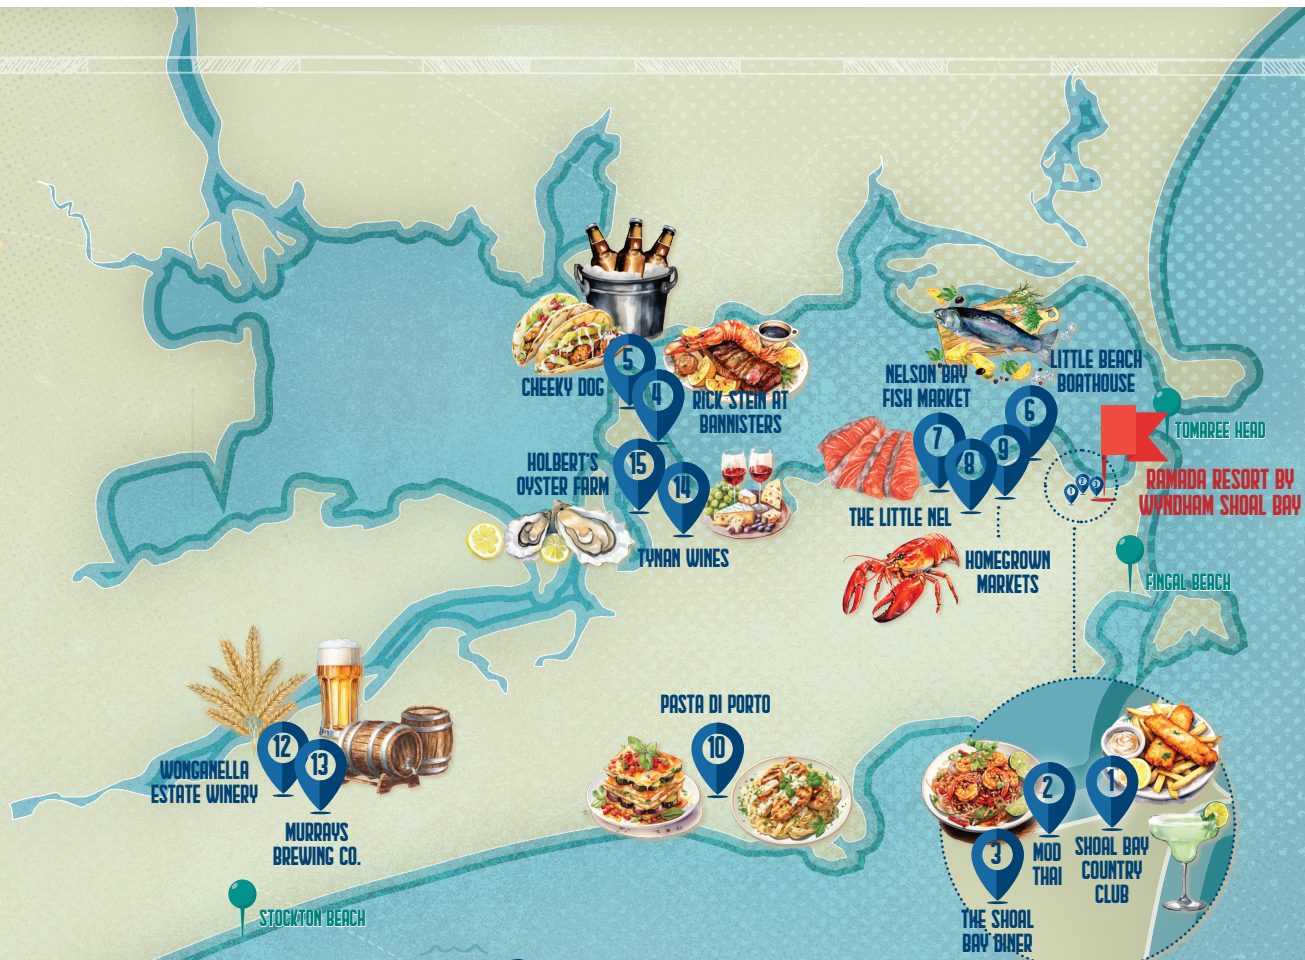 5
CHEEKY DOG
4
RICK STEIN AT
BANNISTERS
NELSON BAY
FISH MARKET
LITTLE BEACH
BOATHOUSE
6
7
8
9
TOMAREE HEAD
RAMADA RESORT BY
WYNDHAM SHOAL BAY
1
2
3
HOLBERT'S
OYSTER FARM
15
14
TYNAN WINES
THE LITTLE NEL
HOMEGROWN
MARKETS
FINGAL BEACH
PASTA DI PORTO
10
12
13
WONGANELLA
ESTATE WINERY
MURRAYS
BREWING CO.
STOCKTON BEACH
1
2
3
SHOAL BAY
COUNTRY
CLUB
MOD
THAI
THE SHOAL
BAY DINER